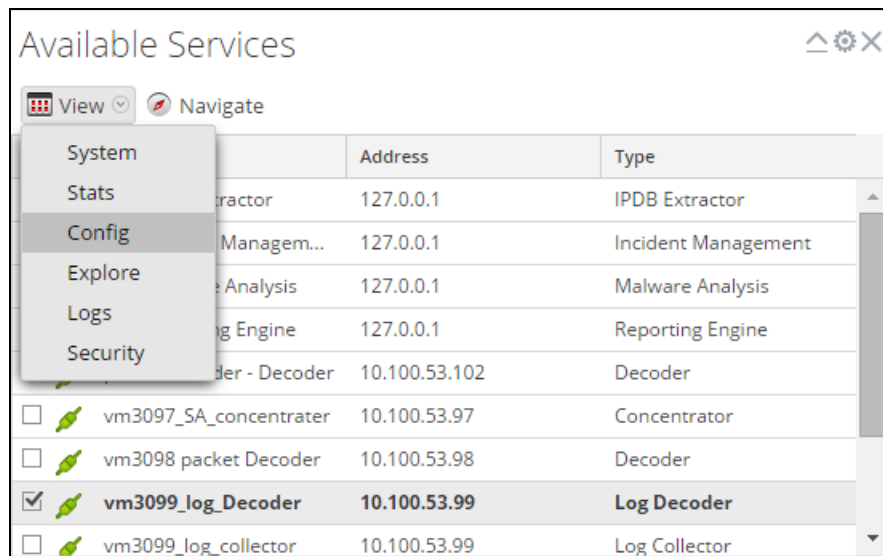 Available Services
View Navigate
System
Stats
Config
Explore
Logs
Security
Address Type
tractor 127.0.0.1 IPDB Extractor
Managem... 127.0.0.1 Incident Management
Analysis 127.0.0.1 Malware Analysis
ng Engine 127.0.0.1 Reporting Engine
der - Decoder 10.100.53.102 Decoder
vm3097_SA_concentrater 10.100.53.97 Concentrator
vm3098 packet Decoder 10.100.53.98 Decoder
vm3099_log_Decoder 10.100.53.99 Log Decoder
vm3099_log_collector 10.100.53.99 Log Collector